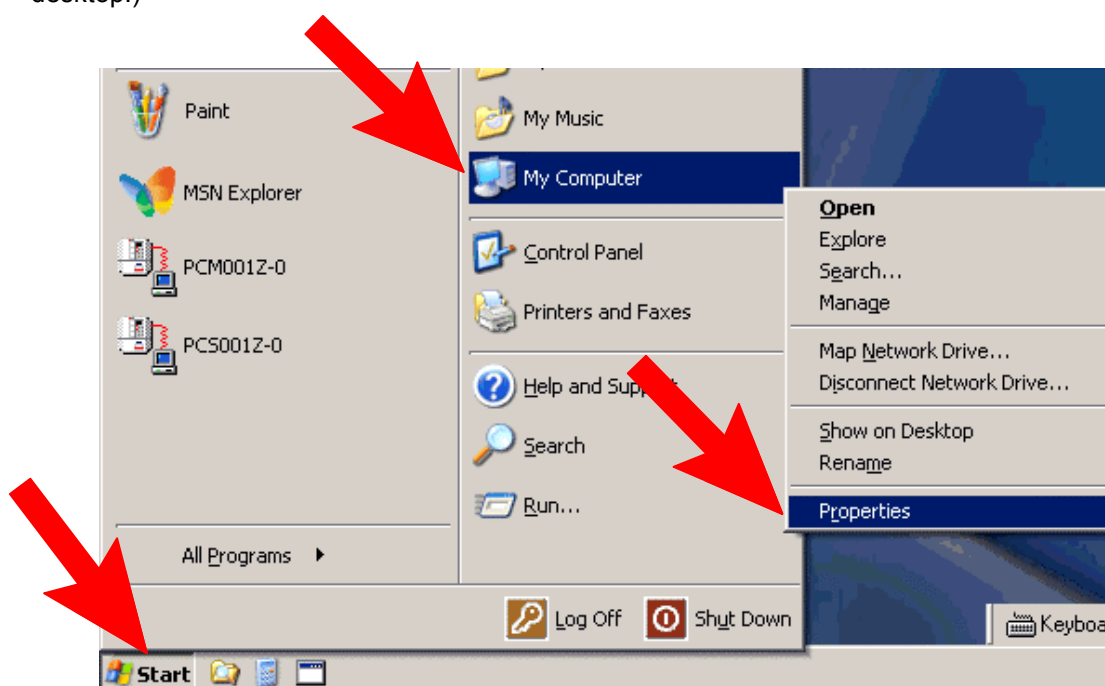 desktop.)
Paint
MSN Explorer
PCM001Z-0
PCS001Z-0
All Programs
My Music
My Computer
Control Panel
Printers and Faxes
Help and Support
Search
Run...
Log Off
Shut Down
Open
Explore
Search...
Manage
Map Network Drive...
Disconnect Network Drive...
Show on Desktop
Rename
Properties
Keyboa
Start